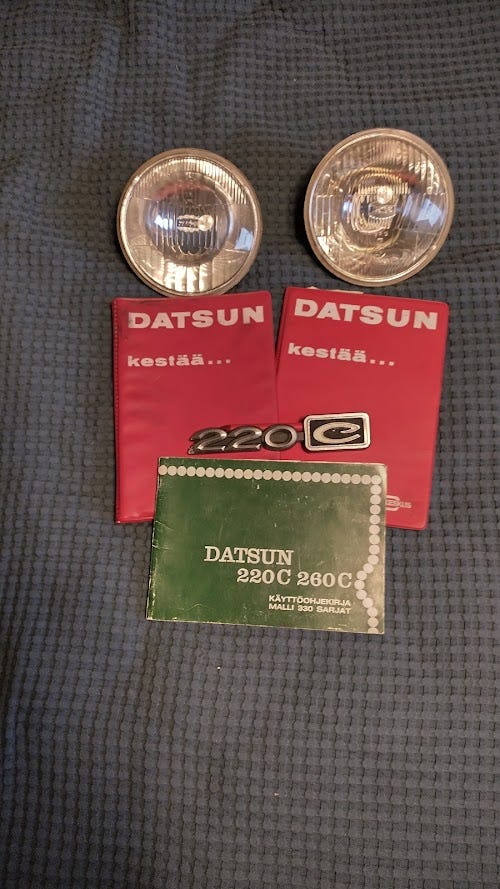 DATSUN
kestää...
DATSUN
kestää...
220 C
DATSUN
220C 260C
KÄYTTÖOHJEKIRJA
MALLI 330 SARJAT